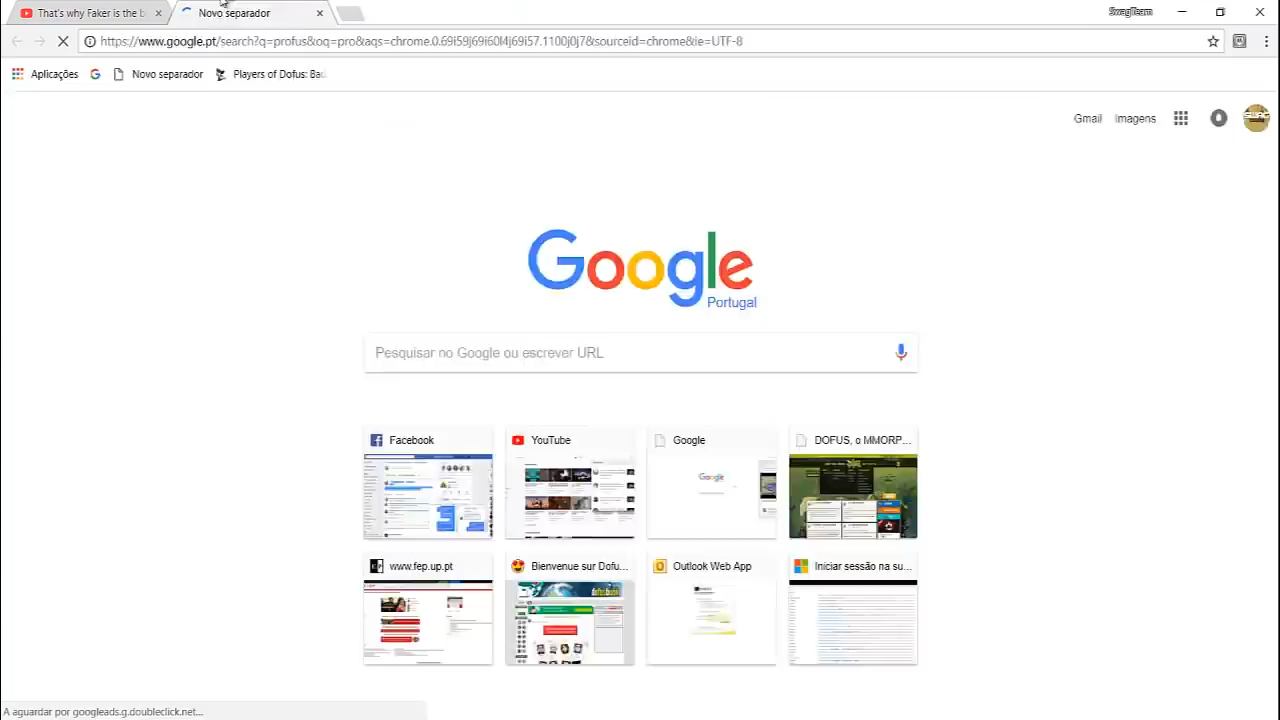 That's why Faker is the b
Novo separador
SwagTeam
https://www.google.pt/search?q=profus&oq=pro&aqs=chrome.0.69i59j69i60l4j69i57.1100j0j7&sourceid=chrome&ie=UTF-8
Aplicações
Novo separador
Players of Dofus: Bad
Gmail
Imagens
Google
Portugal
Pesquisar no Google ou escrever URL
Facebook
YouTube
Google
DOFUS, o MMORP...
www.fep.up.pt
Bienvenue sur Dofu...
Outlook Web App
Iniciar sessão na su...
A aguardar por googleads.g.doubleclick.net...